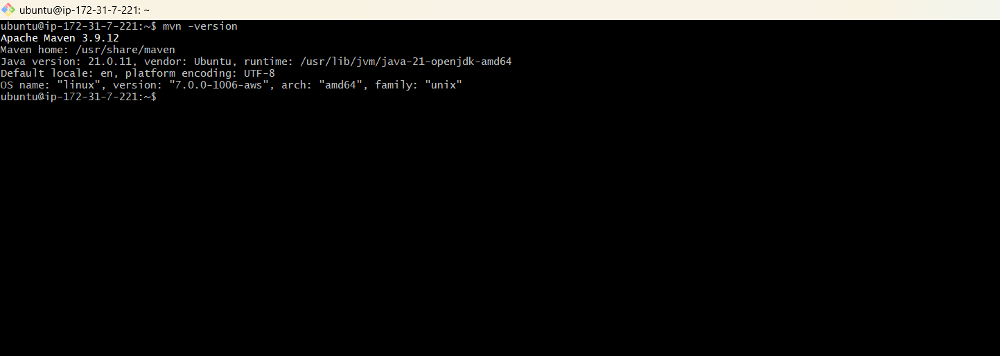 ubuntu@ip-172-31-7-221: ~
ubuntu@ip-172-31-7-221:~$ mvn -version
Apache Maven 3.9.12
Maven home: /usr/share/maven
Java version: 21.0.11, vendor: Ubuntu, runtime: /usr/lib/jvm/java-21-openjdk-amd64
Default locale: en, platform encoding: UTF-8
OS name: "linux", version: "7.0.0-1006-aws", arch: "amd64", family: "unix"
ubuntu@ip-172-31-7-221:~$